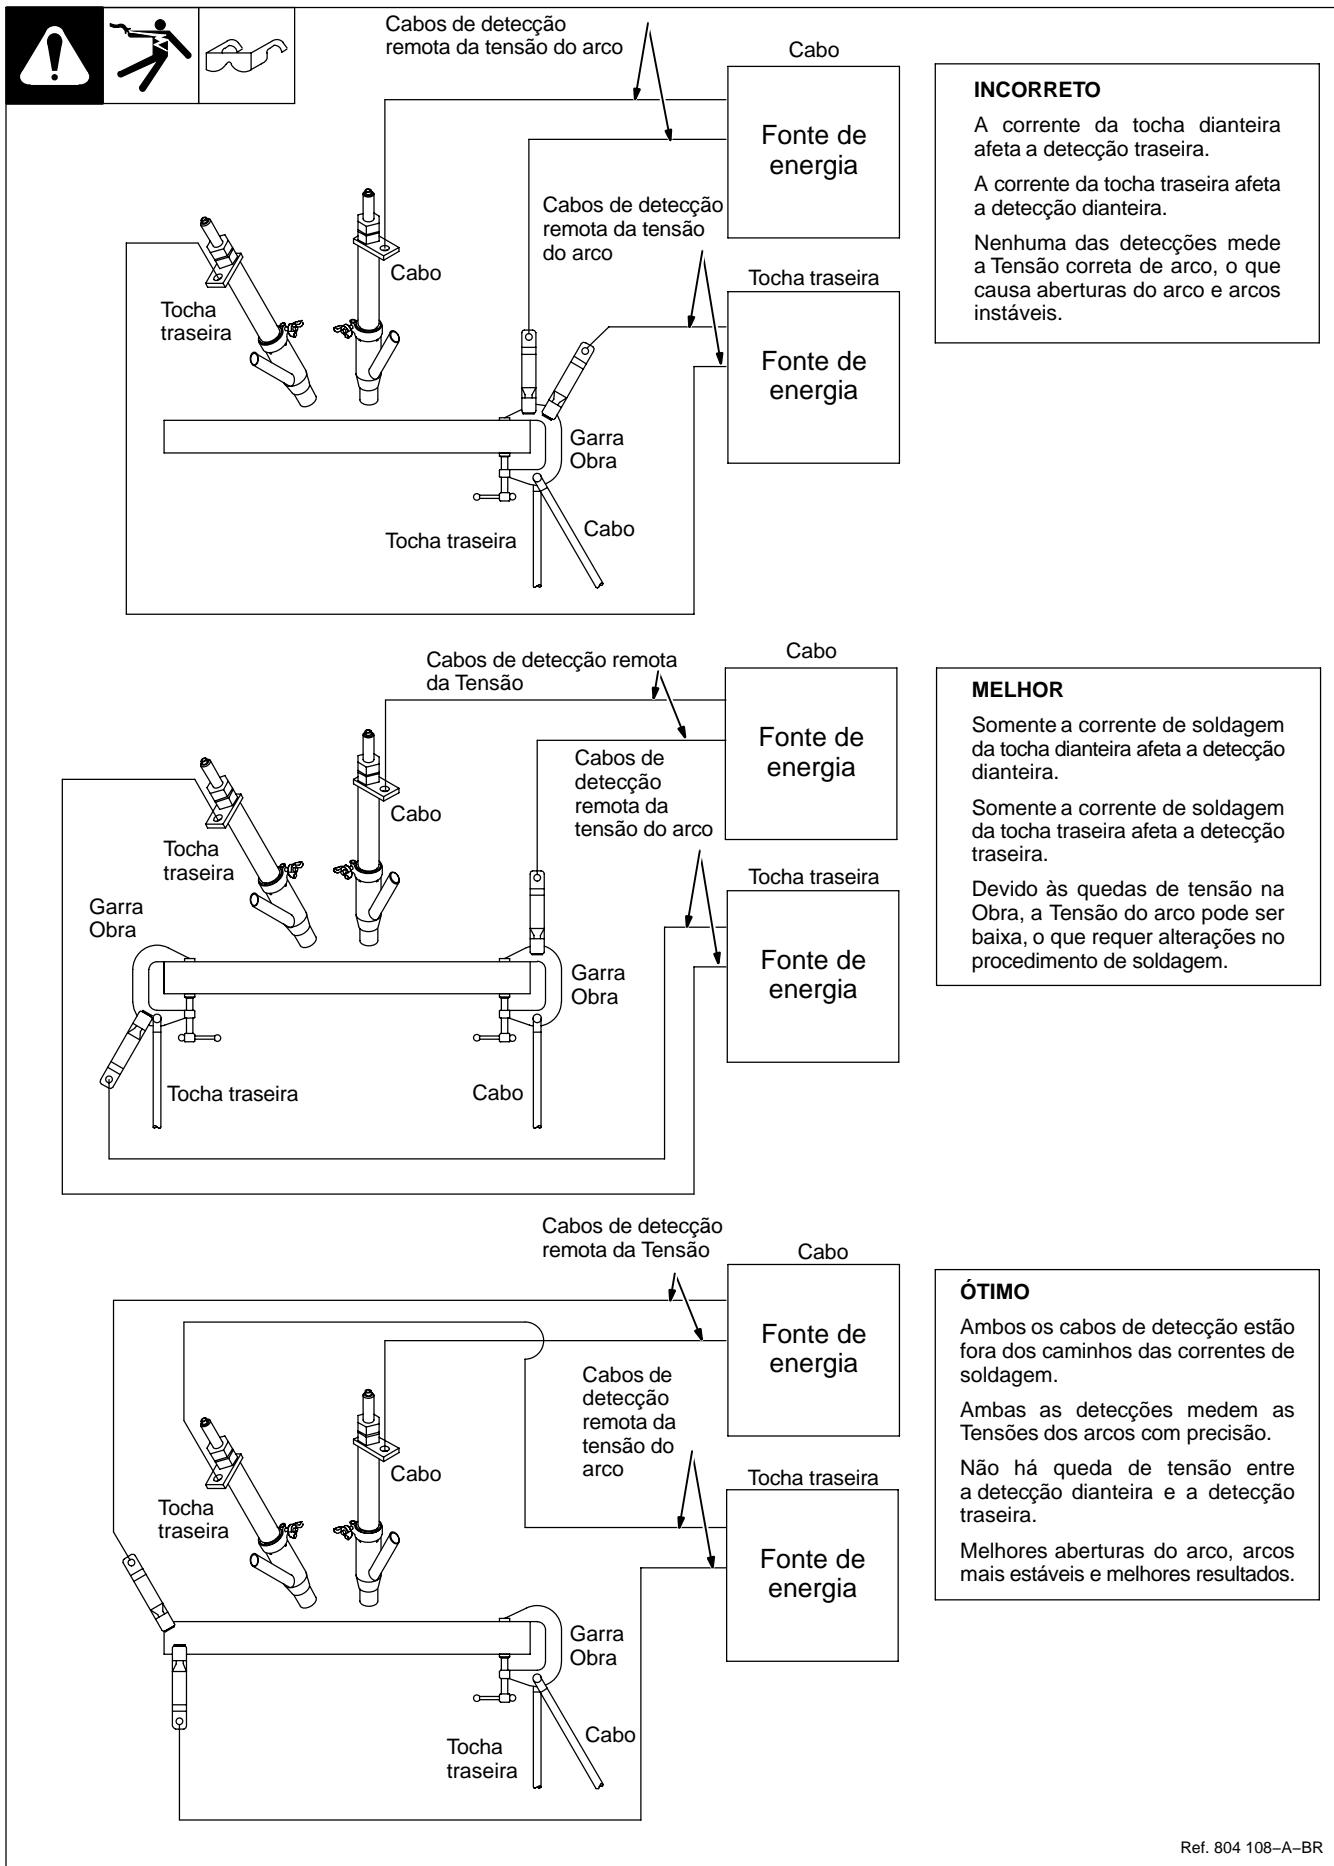 Cabos de detecção
remota da tensão do arco
Cabo
Fonte de
energia
Cabos de detecção
remota da tensão
do arco
Cabo
Tocha
traseira
Tocha traseira
Fonte de
energia
Garra
Obra
Tocha traseira
Cabo
INCORRETO
A corrente da tocha dianteira
afeta a detecção traseira.
A corrente da tocha traseira afeta
a detecção dianteira.
Nenhuma das detecções mede
a Tensão correta de arco, o que
causa aberturas do arco e arcos
instáveis.
Cabos de detecção remota
da Tensão
Cabo
Fonte de
energia
Cabos de
detecção
remota da
tensão do arco
Cabo
Tocha
traseira
Tocha traseira
Fonte de
energia
Garra
Obra
Garra
Obra
Tocha traseira
Cabo
MELHOR
Somente a corrente de soldagem
da tocha dianteira afeta a detecção
dianteira.
Somente a corrente de soldagem
da tocha traseira afeta a detecção
traseira.
Devido às quedas de tensão na
Obra, a Tensão do arco pode ser
baixa, o que requer alterações no
procedimento de soldagem.
Cabos de detecção
remota da Tensão
Cabo
Fonte de
energia
Cabos de
detecção
remota da
tensão do
arco
Cabo
Tocha
traseira
Tocha traseira
Fonte de
energia
Garra
Obra
Cabo
Tocha
traseira
ÓTIMO
Ambos os cabos de detecção estão
fora dos caminhos das correntes de
soldagem.
Ambas as detecções medem as
Tensões dos arcos com precisão.
Não há queda de tensão entre
a detecção dianteira e a detecção
traseira.
Melhores aberturas do arco, arcos
mais estáveis e melhores resultados.
Ref. 804 108–A–BR